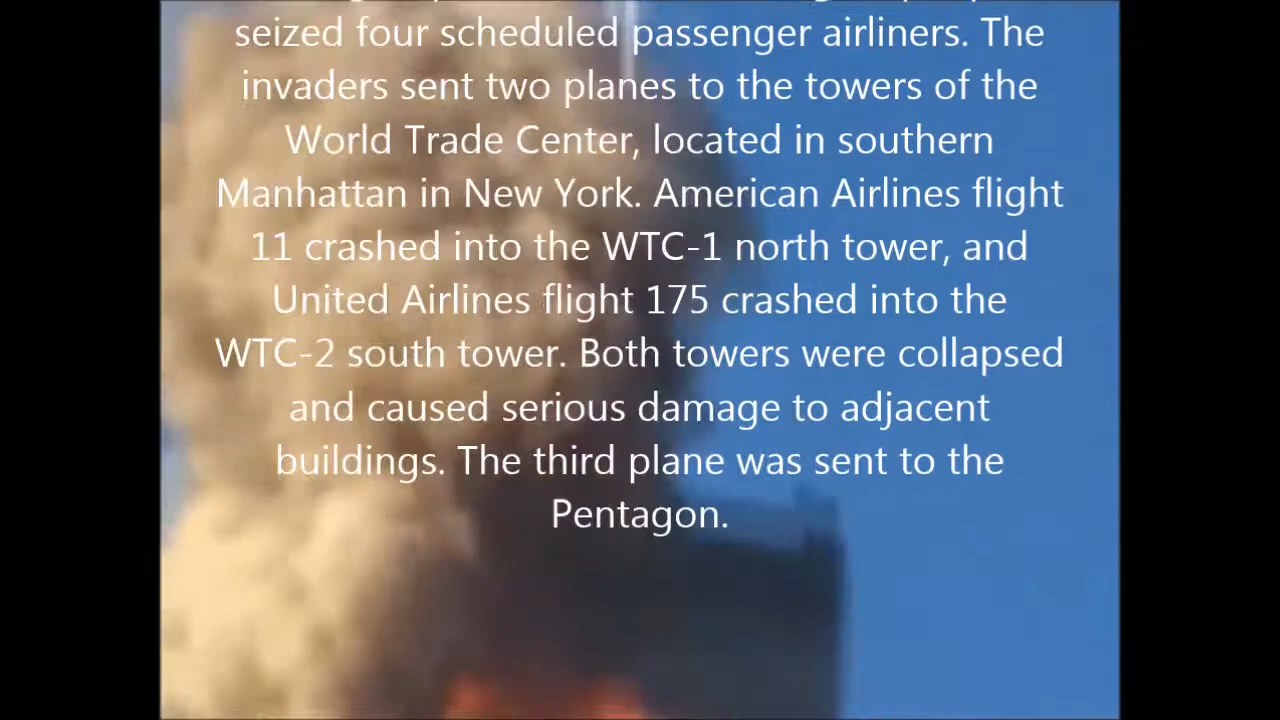 seized four scheduled passenger airliners. The
invaders sent two planes to the towers of the
World Trade Center, located in southern
Manhattan in New York. American Airlines flight
11 crashed into the WTC-1 north tower, and
United Airlines flight 175 crashed into the
WTC-2 south tower. Both towers were collapsed
and caused serious damage to adjacent
buildings. The third plane was sent to the
Pentagon.